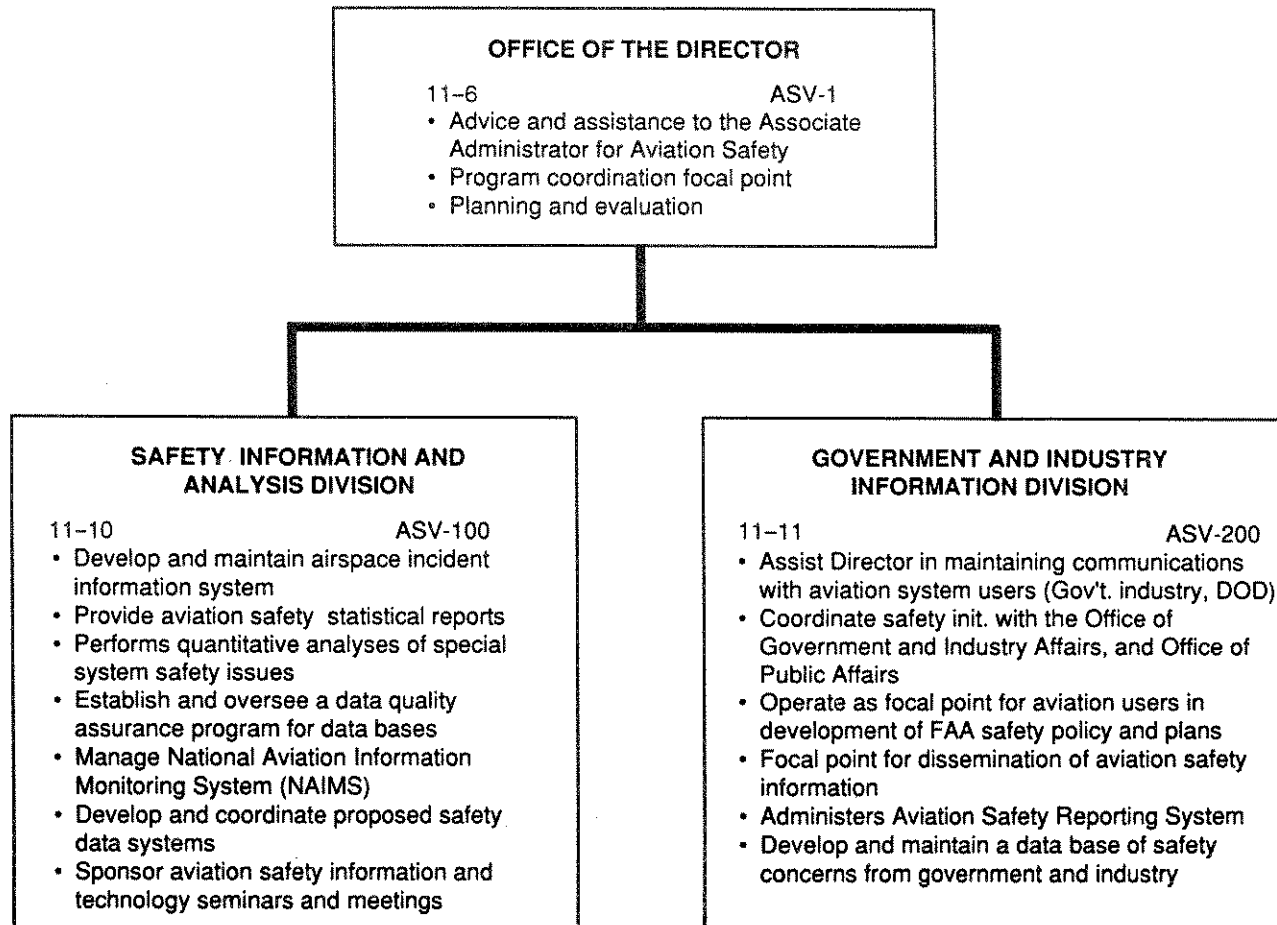 OFFICE OF THE DIRECTOR
11–6 ASV-1
• Advice and assistance to the Associate
Administrator for Aviation Safety
• Program coordination focal point
• Planning and evaluation
SAFETY INFORMATION AND
ANALYSIS DIVISION
11–10 ASV-100
• Develop and maintain airspace incident
information system
• Provide aviation safety statistical reports
• Performs quantitative analyses of special
system safety issues
• Establish and oversee a data quality
assurance program for data bases
• Manage National Aviation Information
Monitoring System (NAIMS)
• Develop and coordinate proposed safety
data systems
• Sponsor aviation safety information and
technology seminars and meetings
GOVERNMENT AND INDUSTRY
INFORMATION DIVISION
11–11 ASV-200
• Assist Director in maintaining communications
with aviation system users (Gov't. industry, DOD)
• Coordinate safety init. with the Office of
Government and Industry Affairs, and Office of
Public Affairs
• Operate as focal point for aviation users in
development of FAA safety policy and plans
• Focal point for dissemination of aviation safety
information
• Administers Aviation Safety Reporting System
• Develop and maintain a data base of safety
concerns from government and industry